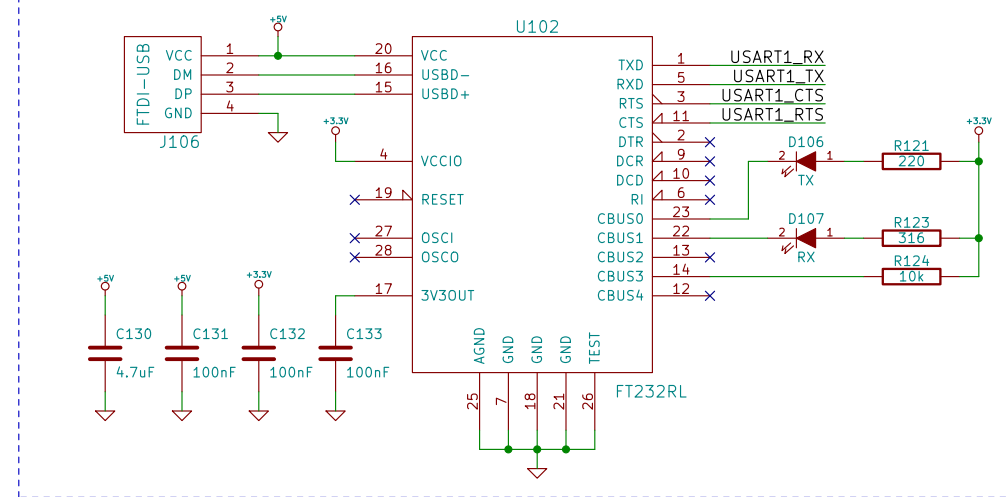 U102
+5V
FTDI-USB
VCC 1
DM 2
DP 3
GND 4
J106
20 VCC
16 USBD-
15 USBD+
+3.3V
4 VCCIO
19 RESET
27 OSCI
28 OSCO
17 3V3OUT
TXD 1 USART1_RX
RXD 5 USART1_TX
RTS 3 USART1_CTS
CTS 11 USART1_RTS
DTR 2
DCR 9
DCD 10
RI 6
CBUS0 23
CBUS1 22
CBUS2 13
CBUS3 14
CBUS4 12
AGND 25
GND 7
GND 18
GND 21
TEST 26
FT232RL
+3.3V
D106
2 1
TX
R121
220
D107
2 1
RX
R123
316
R124
10k
+5V
C130
4.7uF
+5V
C131
100nF
+3.3V
C132
100nF
C133
100nF